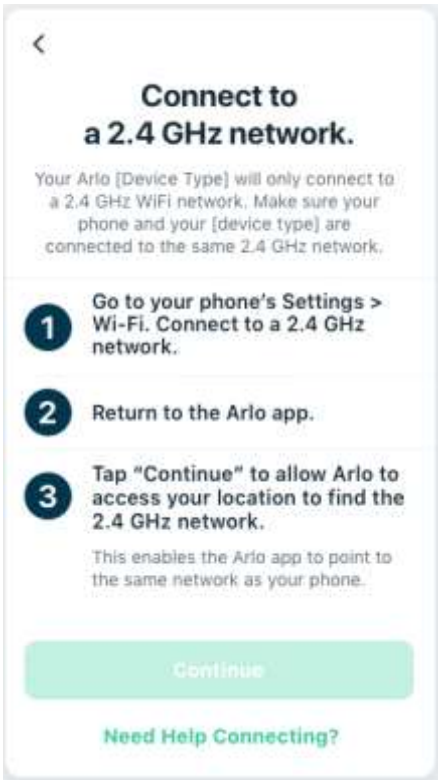 Connect to
a 2.4 GHz network.
Your Arlo [Device Type] will only connect to
a 2.4 GHz WiFi network. Make sure your
phone and your [device type] are
connected to the same 2.4 GHz network.
1
Go to your phone's Settings >
Wi-Fi. Connect to a 2.4 GHz
network.
2
Return to the Arlo app.
3
Tap “Continue” to allow Arlo to
access your location to find the
2.4 GHz network.
This enables the Arlo app to point to
the same network as your phone.
Continue
Need Help Connecting?